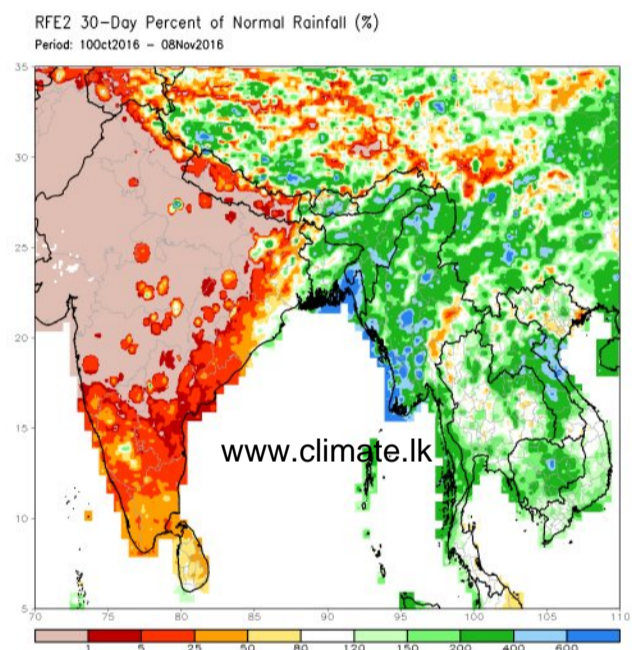 RFE2 30-Day Percent of Normal Rainfall (%)
Period: 10Oct2016 - 08Nov2016
35
30
25
20
15
10
5
www.climate.lk
70 75 80 85 90 95 100 105 110
1 5 25 50 80 120 150 200 400 600